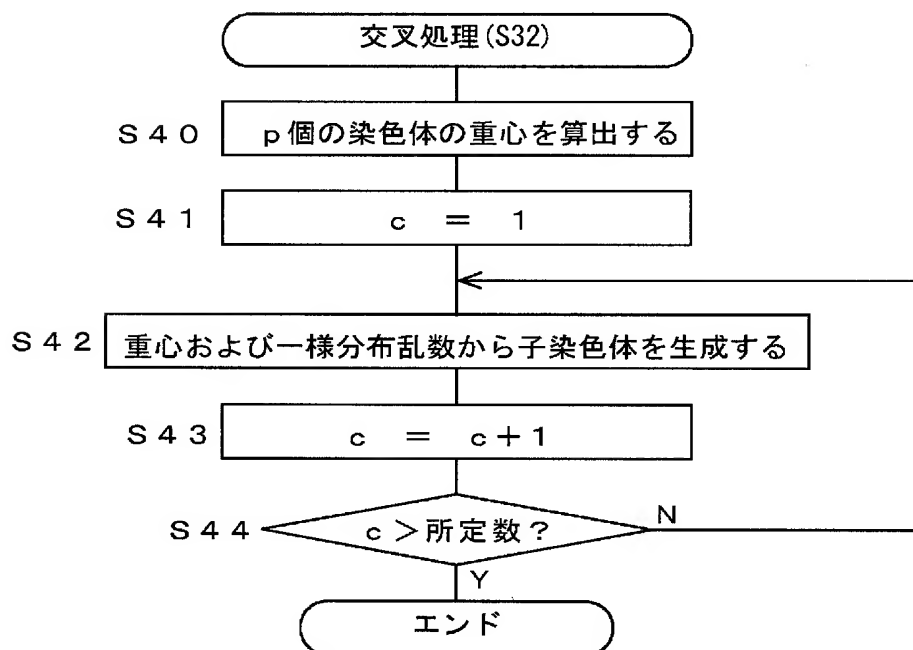 交叉処理(S32)
S40 p個の染色体の重心を算出する
S41 c = 1
S42 重心および一様分布乱数から子染色体を生成する
S43 c = c+1
S44 c>所定数? N
Y
エンド